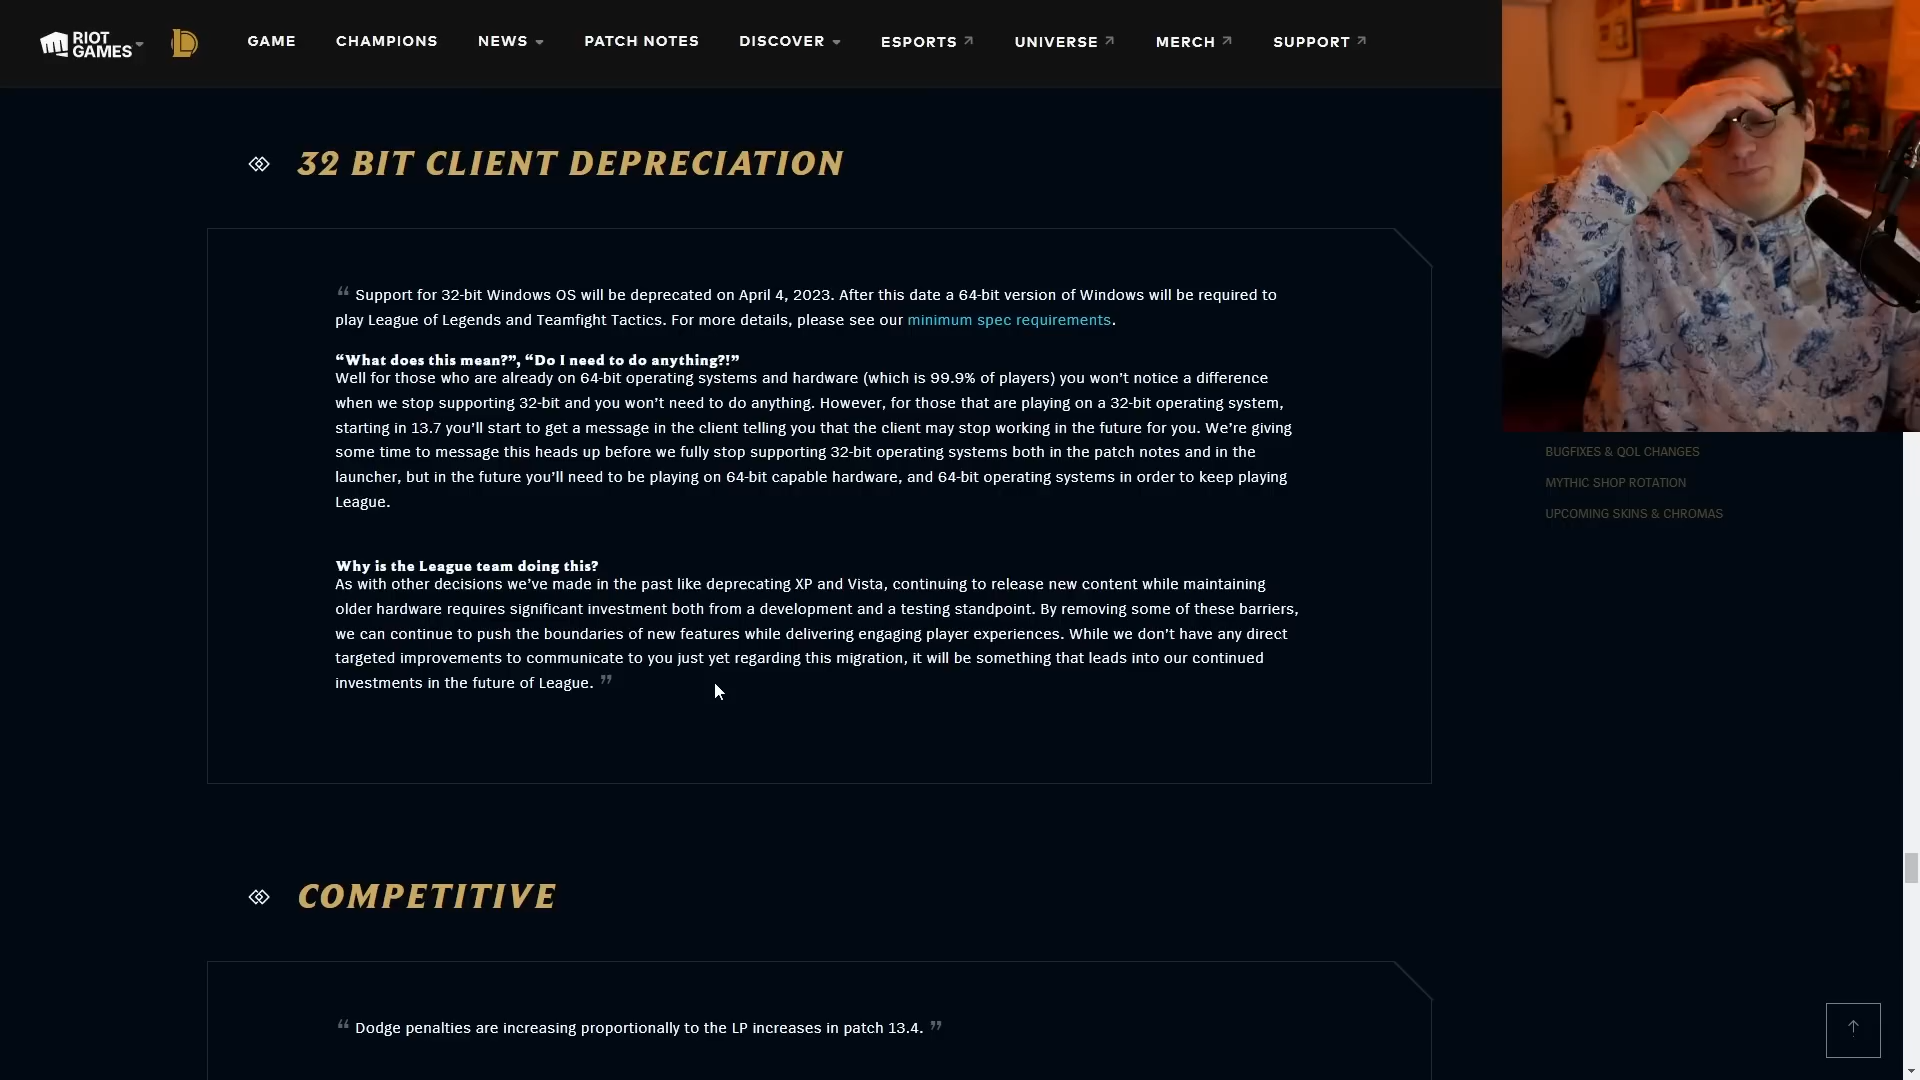 RIOT GAMES
GAME CHAMPIONS NEWS PATCH NOTES DISCOVER ESPORTS UNIVERSE MERCH SUPPORT
32 BIT CLIENT DEPRECIATION
“ Support for 32-bit Windows OS will be deprecated on April 4, 2023. After this date a 64-bit version of Windows will be required to
play League of Legends and Teamfight Tactics. For more details, please see our minimum spec requirements.
“What does this mean?”, “Do I need to do anything?!”
Well for those who are already on 64-bit operating systems and hardware (which is 99.9% of players) you won’t notice a difference
when we stop supporting 32-bit and you won’t need to do anything. However, for those that are playing on a 32-bit operating system,
starting in 13.7 you’ll start to get a message in the client telling you that the client may stop working in the future for you. We’re giving
some time to message this heads up before we fully stop supporting 32-bit operating systems both in the patch notes and in the
launcher, but in the future you’ll need to be playing on 64-bit capable hardware, and 64-bit operating systems in order to keep playing
League.
Why is the League team doing this?
As with other decisions we’ve made in the past like deprecating XP and Vista, continuing to release new content while maintaining
older hardware requires significant investment both from a development and a testing standpoint. By removing some of these barriers,
we can continue to push the boundaries of new features while delivering engaging player experiences. While we don’t have any direct
targeted improvements to communicate to you just yet regarding this migration, it will be something that leads into our continued
investments in the future of League. ”
COMPETITIVE
“ Dodge penalties are increasing proportionally to the LP increases in patch 13.4. ”
BUGFIXES & QOL CHANGES
MYTHIC SHOP ROTATION
UPCOMING SKINS & CHROMAS